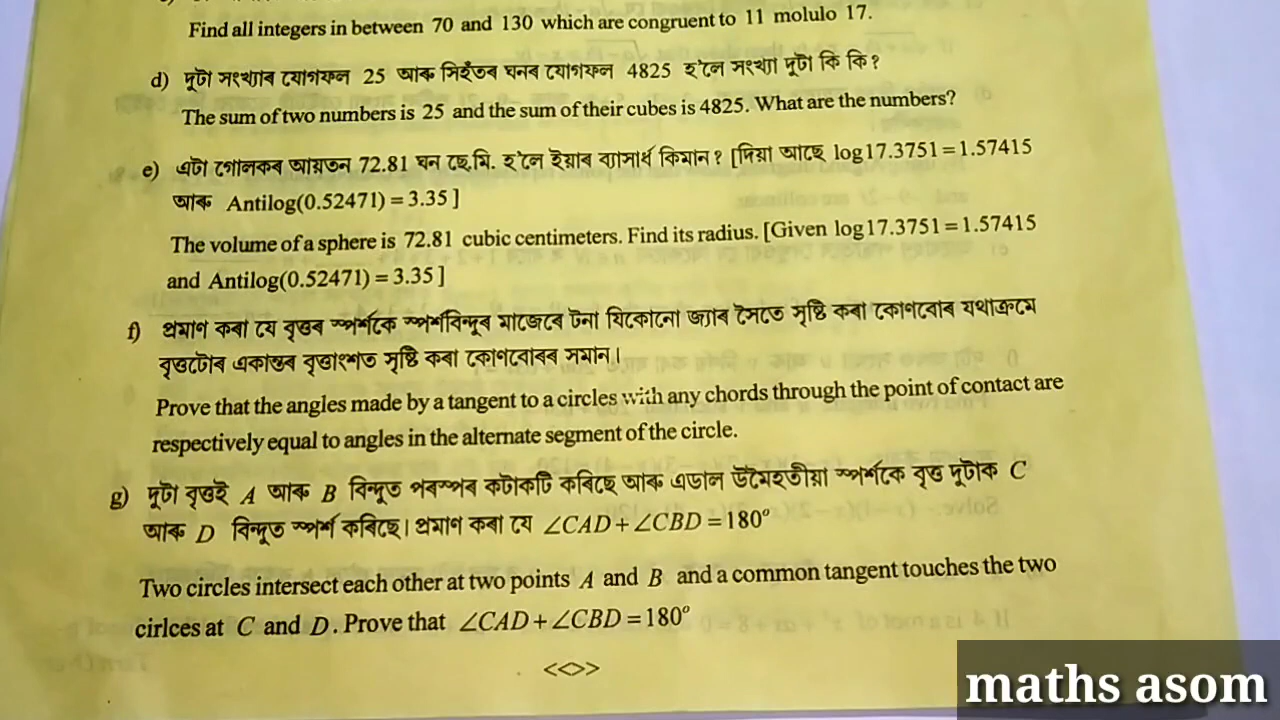 Find all integers in between 70 and 130 which are congruent to 11 molulo 17.
d) দুটা সংখ্যাৰ যোগফল 25 আৰু সিহঁতৰ ঘনৰ যোগফল 4825 হ'লে সংখ্যা দুটা কি কি?
The sum of two numbers is 25 and the sum of their cubes is 4825. What are the numbers?
e) এটা গোলকৰ আয়তন 72.81 ঘন ছে.মি. হ'লে ইয়াৰ ব্যাসাৰ্ধ কিমান? [দিয়া আছে log17.3751=1.57415
আৰু Antilog(0.52471) = 3.35]
The volume of a sphere is 72.81 cubic centimeters. Find its radius. [Given log17.3751=1.57415
and Antilog(0.52471) = 3.35]
f) প্ৰমাণ কৰা যে বৃত্তৰ স্পৰ্শকে স্পৰ্শবিন্দুৰ মাজেৰে টনা যিকোনো জ্যাৰ সৈতে সৃষ্টি কৰা কোণবোৰ যথাক্ৰমে
বৃত্তটোৰ একান্তৰ বৃত্তাংশত সৃষ্টি কৰা কোণবোৰৰ সমান।
Prove that the angles made by a tangent to a circles with any chords through the point of contact are
respectively equal to angles in the alternate segment of the circle.
g) দুটা বৃত্তই A আৰু B বিন্দুত পৰস্পৰ কটাকটি কৰিছে আৰু এডাল উমৈহতীয়া স্পৰ্শকে বৃত্ত দুটাক C
আৰু D বিন্দুত স্পৰ্শ কৰিছে। প্ৰমাণ কৰা যে ∠CAD+∠CBD=180°
Two circles intersect each other at two points A and B and a common tangent touches the two
cirlces at C and D. Prove that ∠CAD+∠CBD=180°
<<>>
maths asom